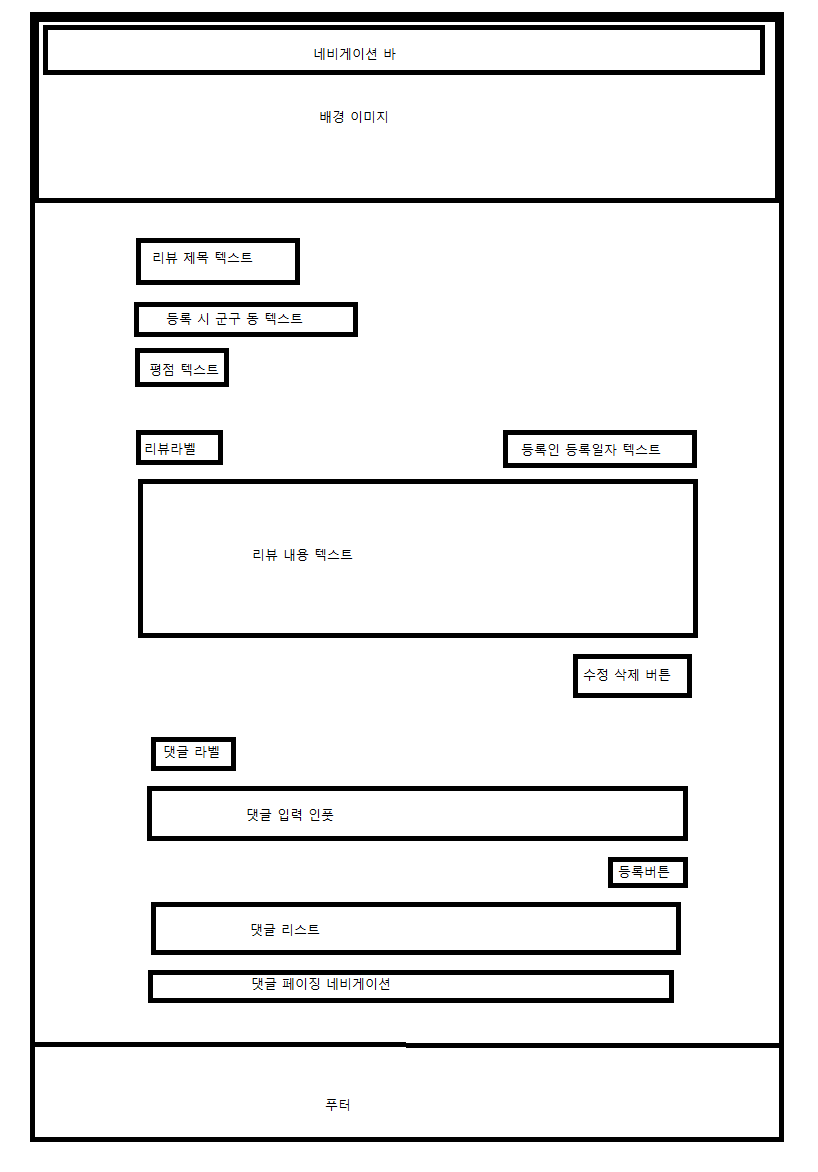 네비게이션 바
배경 이미지
리뷰 제목 텍스트
등록 시 군구 동 텍스트
평점 텍스트
리뷰라벨
등록인 등록일자 텍스트
리뷰 내용 텍스트
수정 삭제 버튼
댓글 라벨
댓글 입력 인풋
등록버튼
댓글 리스트
댓글 페이징 네비게이션
푸터